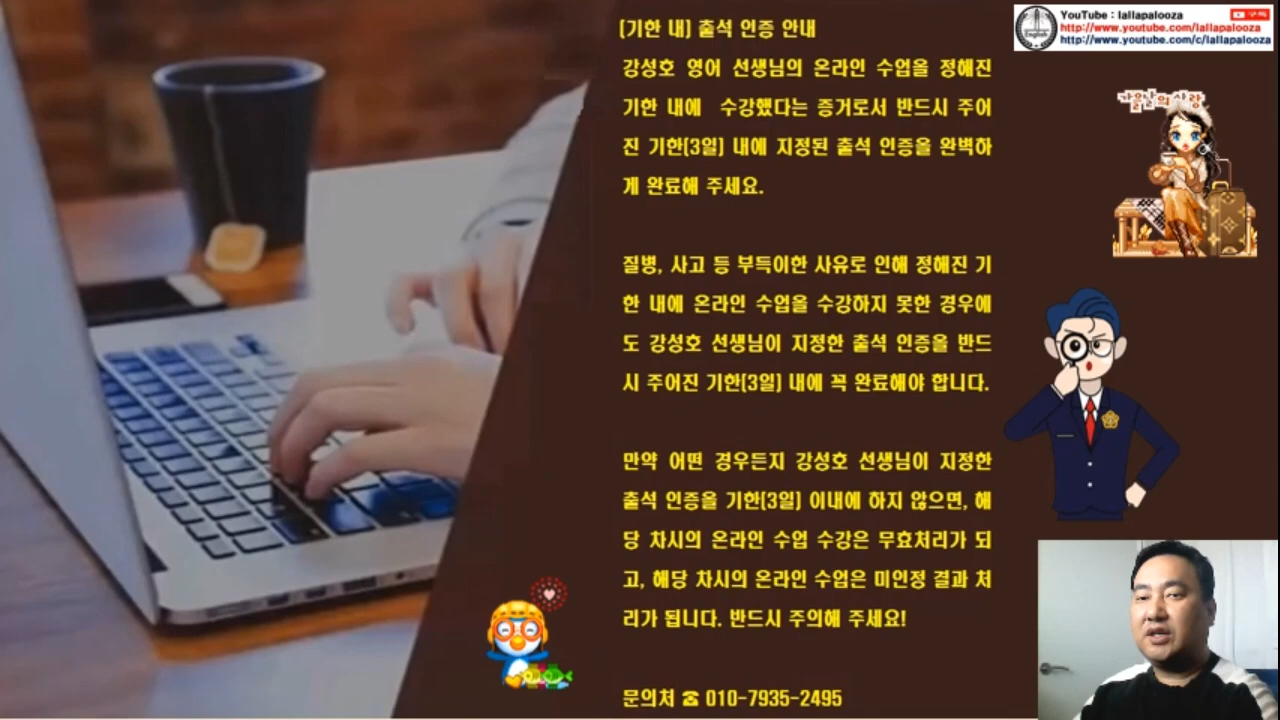 [기한 내] 출석 인증 안내
강성호 영어 선생님의 온라인 수업을 정해진
기한 내에 수강했다는 증거로서 반드시 주어
진 기한(3일) 내에 지정된 출석 인증을 완벽하
게 완료해 주세요.
질병, 사고 등 부득이한 사유로 인해 정해진 기
한 내에 온라인 수업을 수강하지 못한 경우에
도 강성호 선생님이 지정한 출석 인증을 반드
시 주어진 기한(3일) 내에 꼭 완료해야 합니다.
만약 어떤 경우든지 강성호 선생님이 지정한
출석 인증을 기한(3일) 이내에 하지 않으면, 해
당 차시의 온라인 수업 수강은 무효처리가 되
고, 해당 차시의 온라인 수업은 미인정 결과 처
리가 됩니다. 반드시 주의해 주세요!
문의처 ☎ 010-7935-2495
YouTube : lallapalooza
구독
http://www.youtube.com/lallapalooza
http://www.youtube.com/c/lallapalooza
English
가을날의 사랑